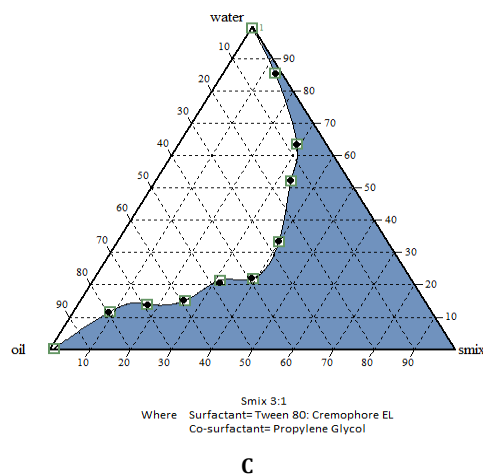 water
1
10
90
20
80
30
70
40
60
50
50
60
40
70
30
80
20
90
10
oil
smix
10 20 30 40 50 60 70 80 90
Smix 3:1
Where Surfactant= Tween 80: Cremophore EL
Co-surfactant= Propylene Glycol
C